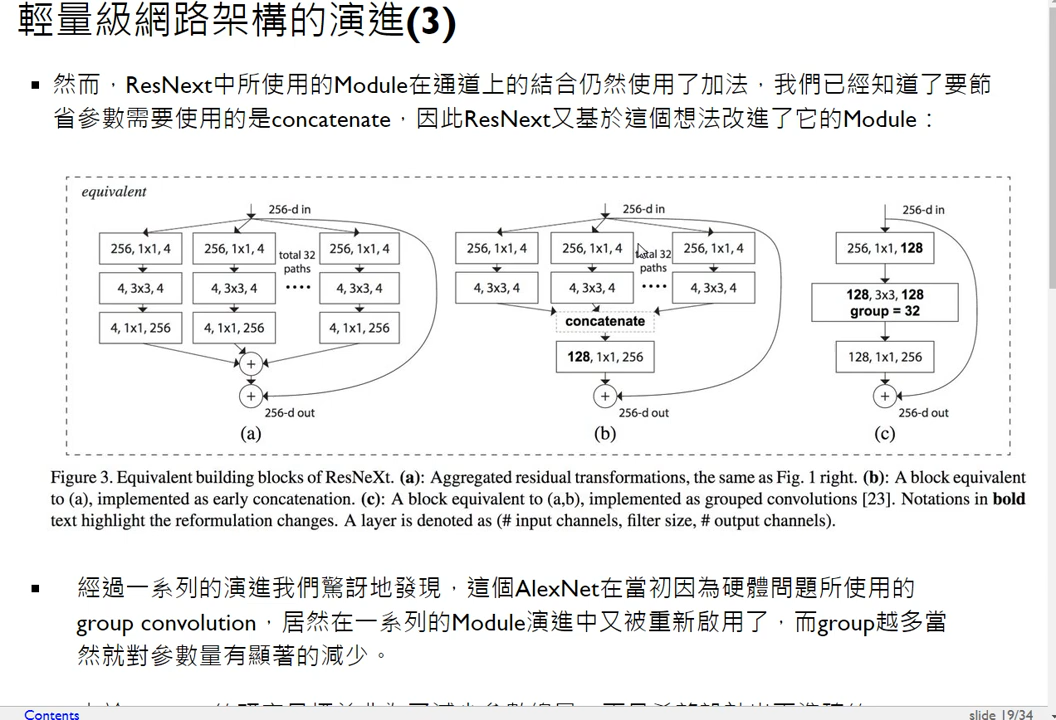 輕量級網路架構的演進(3)
然而，ResNext中所使用的Module在通道上的結合仍然使用了加法，我們已經知道了要節
省參數需要使用的是concatenate，因此ResNext又基於這個想法改進了它的Module：
equivalent
256-d in
256, 1x1, 4
256, 1x1, 4
total 32
paths
256, 1x1, 4
4, 3x3, 4
4, 3x3, 4
4, 3x3, 4
4, 1x1, 256
4, 1x1, 256
4, 1x1, 256
+
+
256-d out
(a)
256-d in
256, 1x1, 4
256, 1x1, 4
total 32
paths
256, 1x1, 4
4, 3x3, 4
4, 3x3, 4
4, 3x3, 4
concatenate
128, 1x1, 256
+
256-d out
(b)
256-d in
256, 1x1, 128
128, 3x3, 128
group = 32
128, 1x1, 256
+
256-d out
(c)
Figure 3. Equivalent building blocks of ResNeXt. (a): Aggregated residual transformations, the same as Fig. 1 right. (b): A block equivalent
to (a), implemented as early concatenation. (c): A block equivalent to (a,b), implemented as grouped convolutions [23]. Notations in bold
text highlight the reformulation changes. A layer is denoted as (# input channels, filter size, # output channels).
經過一系列的演進我們驚訝地發現，這個AlexNet在當初因為硬體問題所使用的
group convolution，居然在一系列的Module演進中又被重新啟用了，而group越多當
然就對參數量有顯著的減少。
Contents
slide 19/34